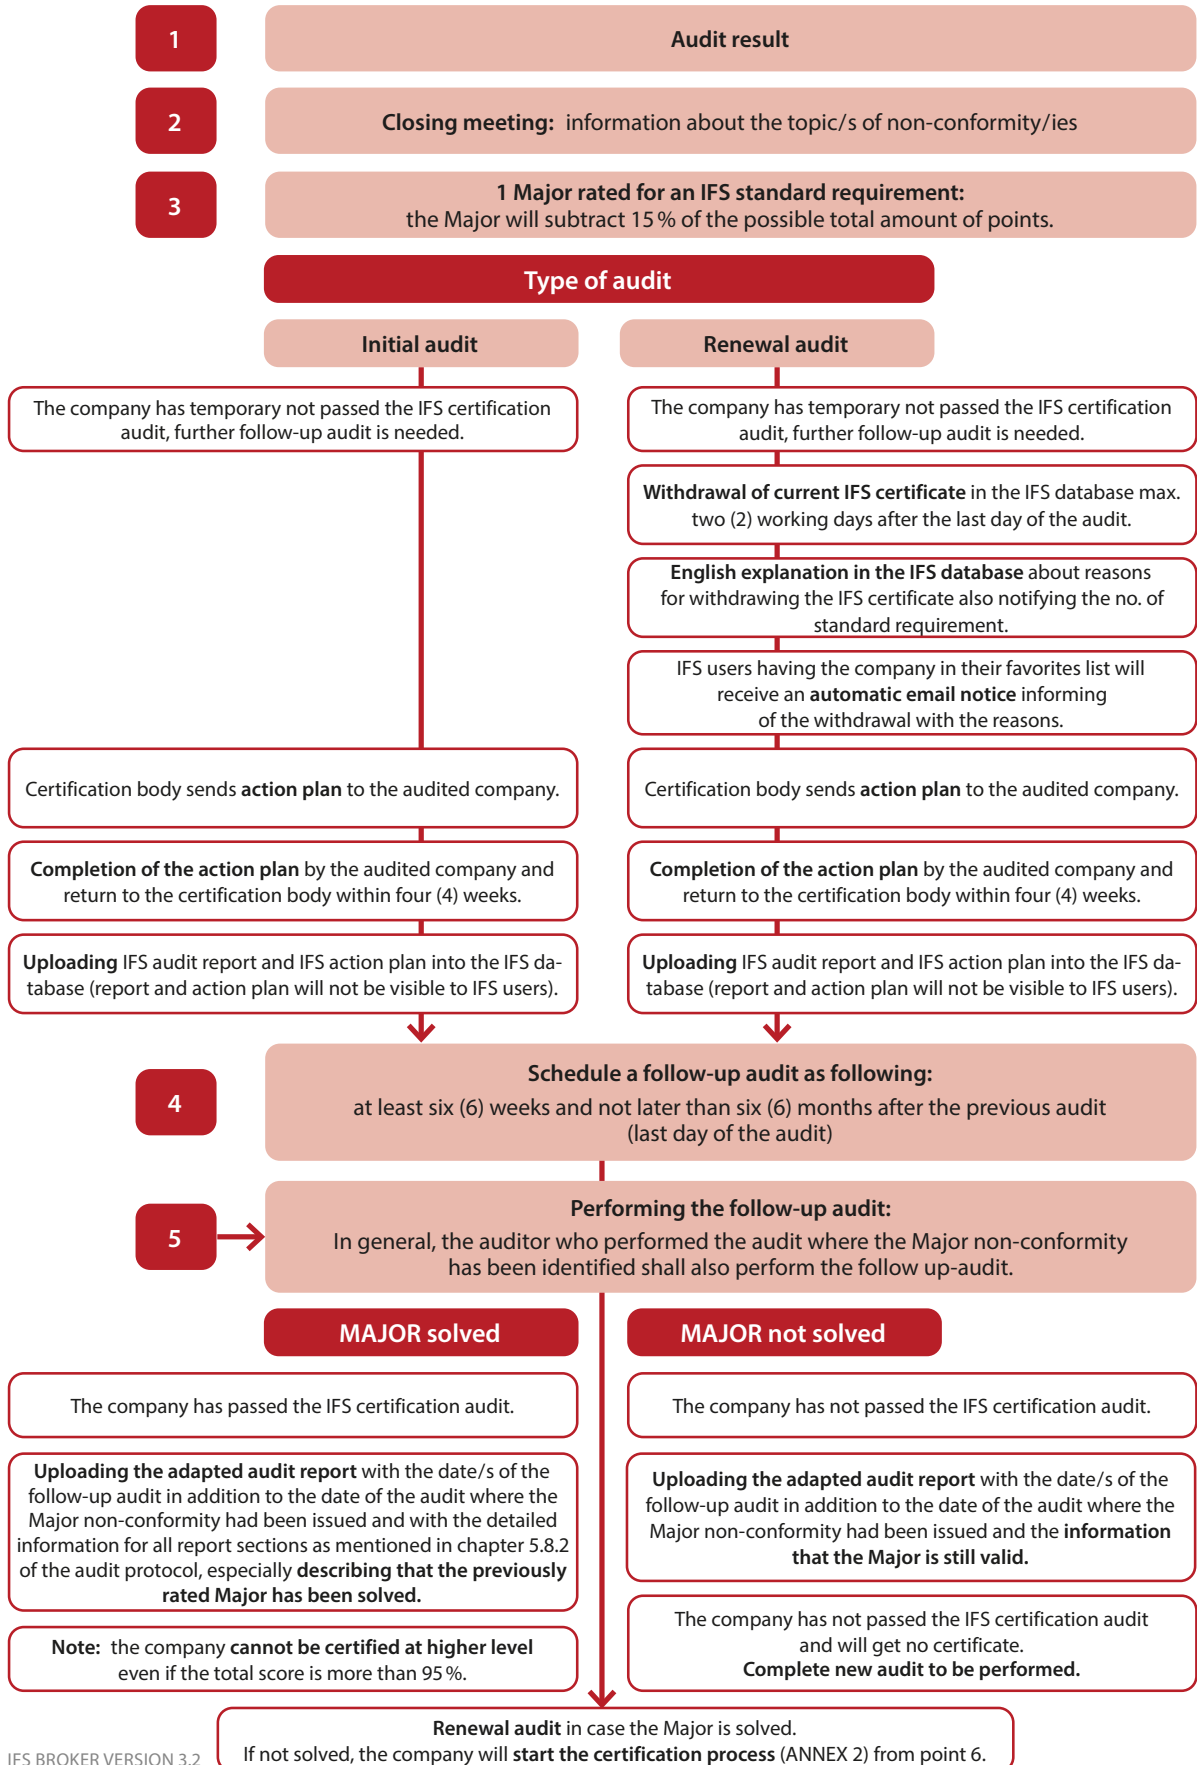 1
Audit result
2
Closing meeting: information about the topic/s of non-conformity/ies
3
1 Major rated for an IFS standard requirement:
the Major will subtract 15 % of the possible total amount of points.
Type of audit
Initial audit
Renewal audit
The company has temporary not passed the IFS certification
audit, further follow-up audit is needed.
The company has temporary not passed the IFS certification
audit, further follow-up audit is needed.
Withdrawal of current IFS certificate in the IFS database max.
two (2) working days after the last day of the audit.
English explanation in the IFS database about reasons
for withdrawing the IFS certificate also notifying the no. of
standard requirement.
IFS users having the company in their favorites list will
receive an automatic email notice informing
of the withdrawal with the reasons.
Certification body sends action plan to the audited company.
Certification body sends action plan to the audited company.
Completion of the action plan by the audited company and
return to the certification body within four (4) weeks.
Completion of the action plan by the audited company and
return to the certification body within four (4) weeks.
Uploading IFS audit report and IFS action plan into the IFS da-
tabase (report and action plan will not be visible to IFS users).
Uploading IFS audit report and IFS action plan into the IFS da-
tabase (report and action plan will not be visible to IFS users).
4
Schedule a follow-up audit as following:
at least six (6) weeks and not later than six (6) months after the previous audit
(last day of the audit)
5
Performing the follow-up audit:
In general, the auditor who performed the audit where the Major non-conformity
has been identified shall also perform the follow up-audit.
MAJOR solved
MAJOR not solved
The company has passed the IFS certification audit.
The company has not passed the IFS certification audit.
Uploading the adapted audit report with the date/s of the
follow-up audit in addition to the date of the audit where the
Major non-conformity had been issued and with the detailed
information for all report sections as mentioned in chapter 5.8.2
of the audit protocol, especially describing that the previously
rated Major has been solved.
Uploading the adapted audit report with the date/s of the
follow-up audit in addition to the date of the audit where the
Major non-conformity had been issued and the information
that the Major is still valid.
Note: the company cannot be certified at higher level
even if the total score is more than 95 %.
The company has not passed the IFS certification audit
and will get no certificate.
Complete new audit to be performed.
Renewal audit in case the Major is solved.
If not solved, the company will start the certification process (ANNEX 2) from point 6.
IFS BROKER VERSION 3.2